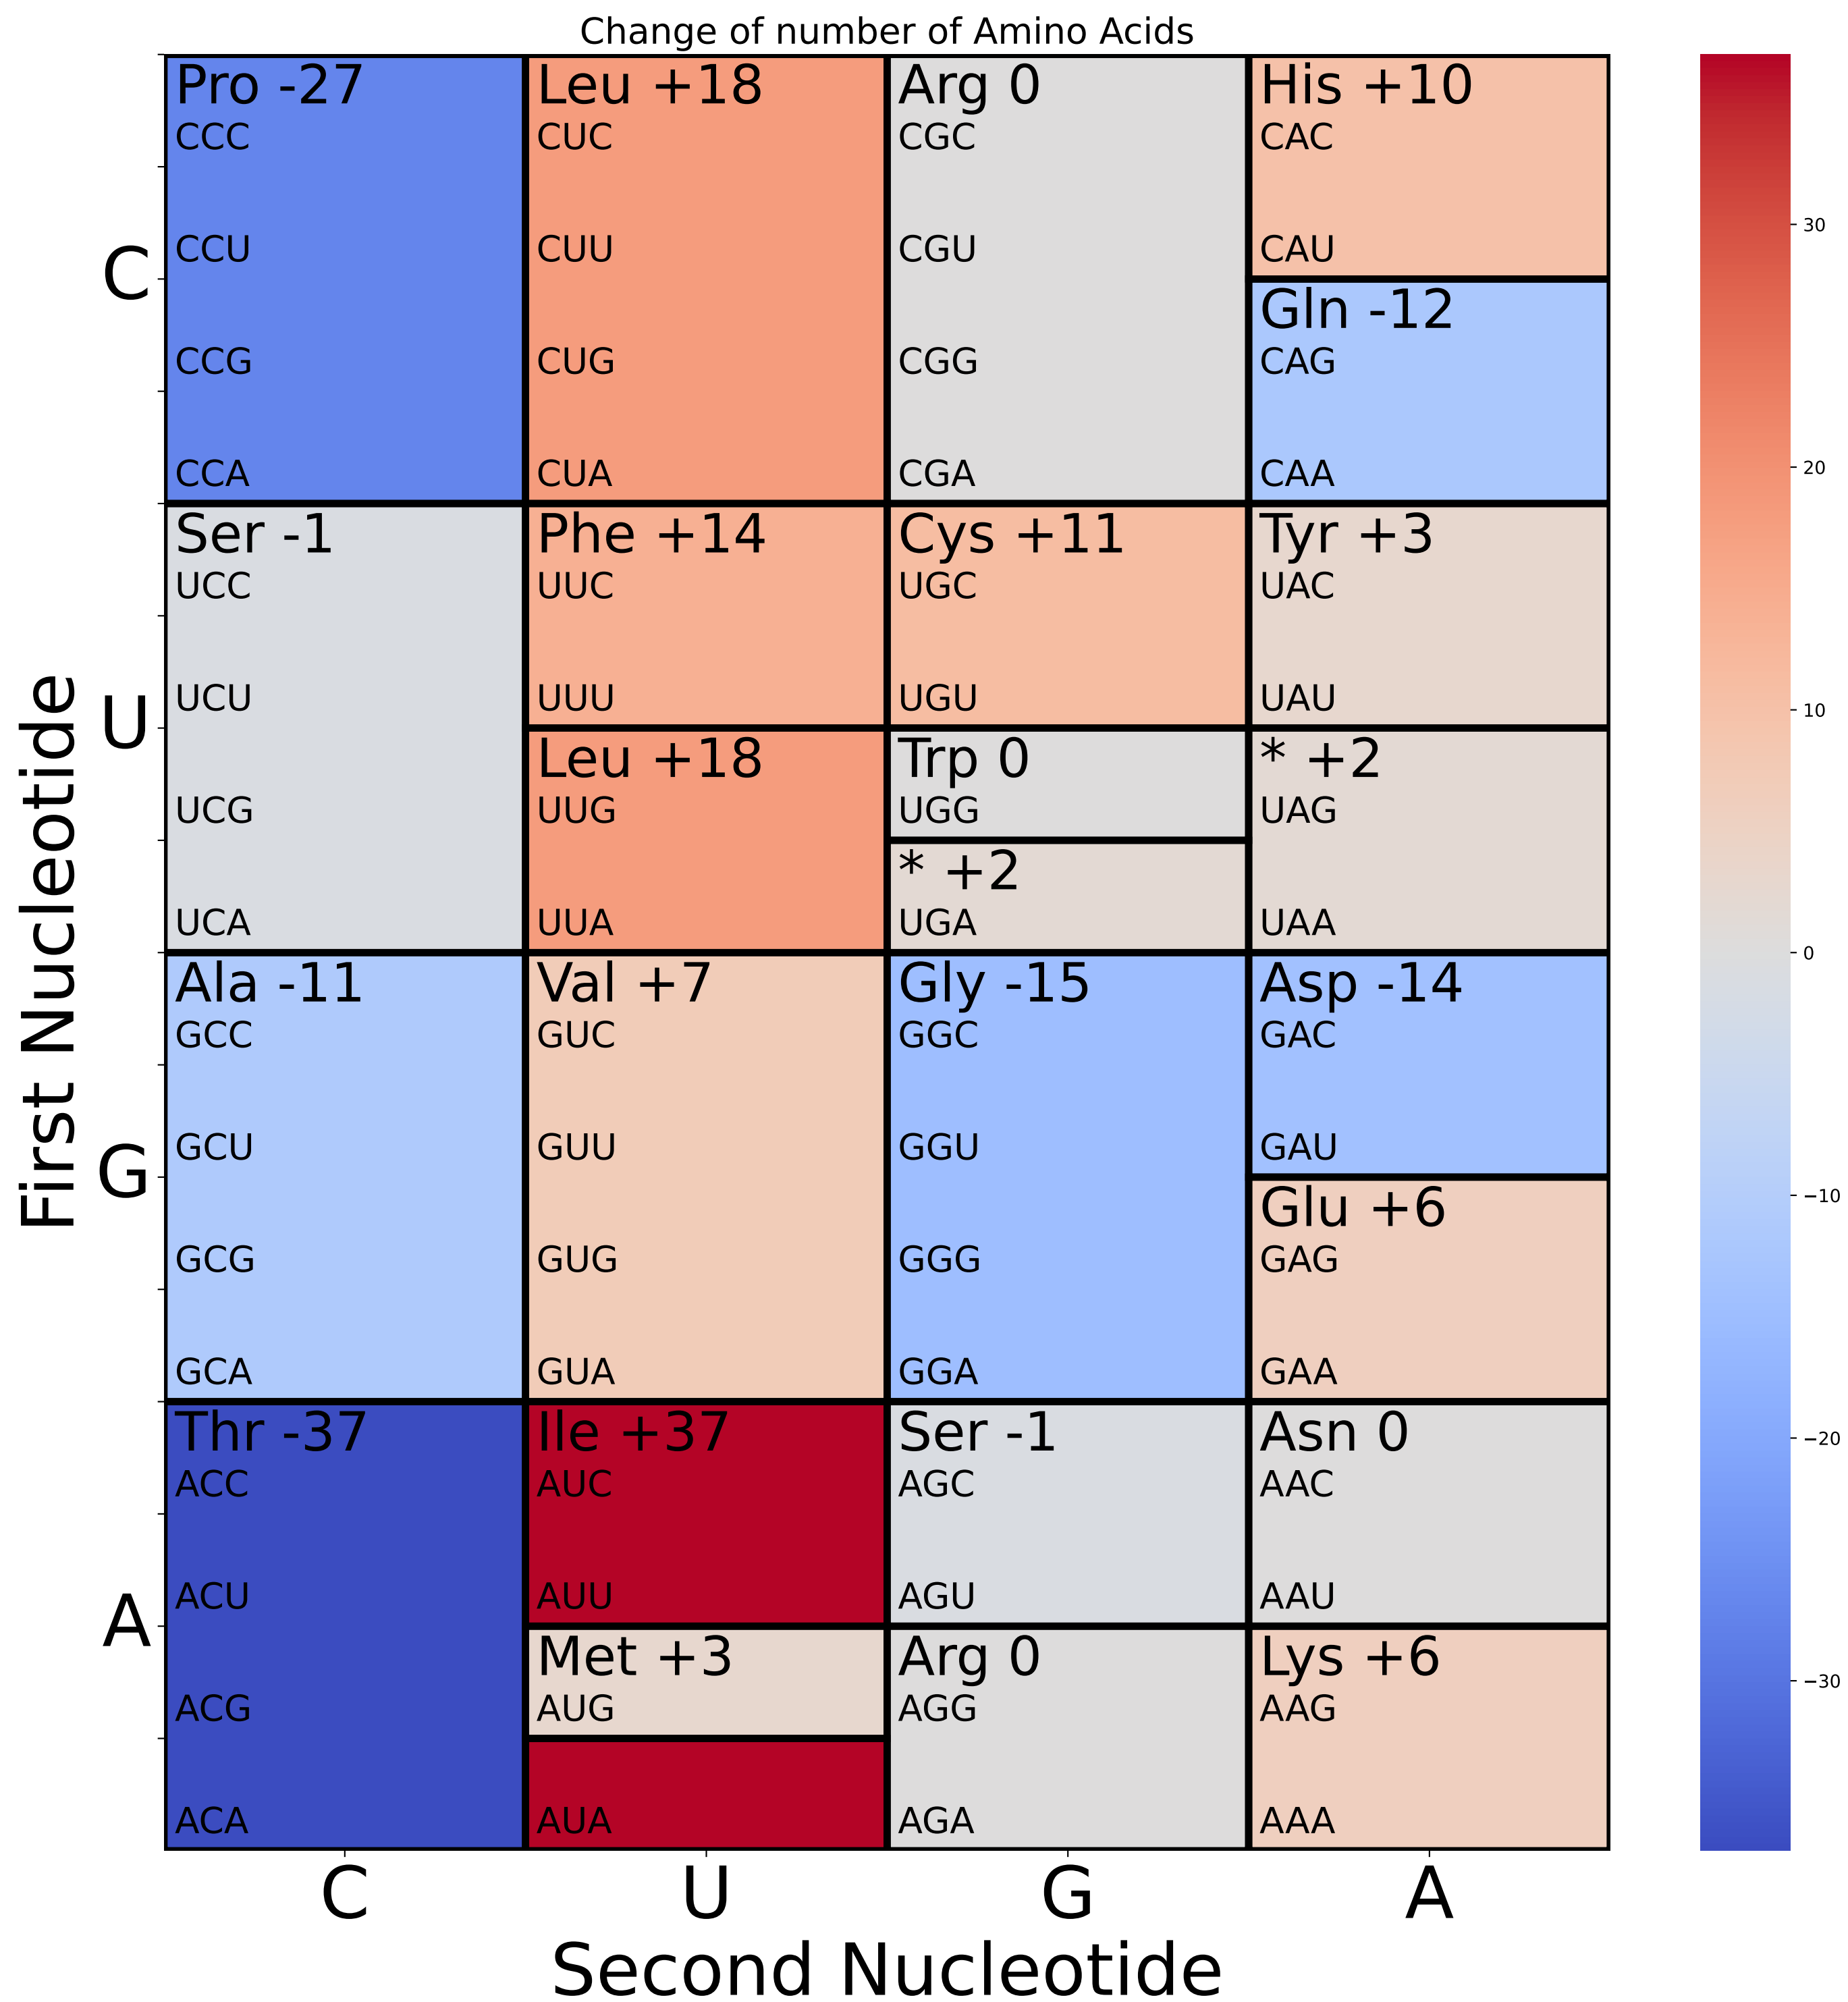 Change of number of Amino Acids
Pro -27
CCC
CCU
CCG
CCA
Leu +18
CUC
CUU
CUG
CUA
Arg 0
CGC
CGU
CGG
CGA
His +10
CAC
CAU
Gln -12
CAG
CAA
Ser -1
UCC
UCU
UCG
UCA
Phe +14
UUC
UUU
Leu +18
UUG
UUA
Cys +11
UGC
UGU
Trp 0
UGG
* +2
UGA
Tyr +3
UAC
UAU
* +2
UAG
UAA
Ala -11
GCC
GCU
GCG
GCA
Val +7
GUC
GUU
GUG
GUA
Gly -15
GGC
GGU
GGG
GGA
Asp -14
GAC
GAU
Glu +6
GAG
GAA
Thr -37
ACC
ACU
ACG
ACA
Ile +37
AUC
AUU
Met +3
AUG
AUA
Ser -1
AGC
AGU
Arg 0
AGG
AGA
Asn 0
AAC
AAU
Lys +6
AAG
AAA
First Nucleotide
C
U
G
A
C
U
G
A
Second Nucleotide
30
20
10
0
−10
−20
−30